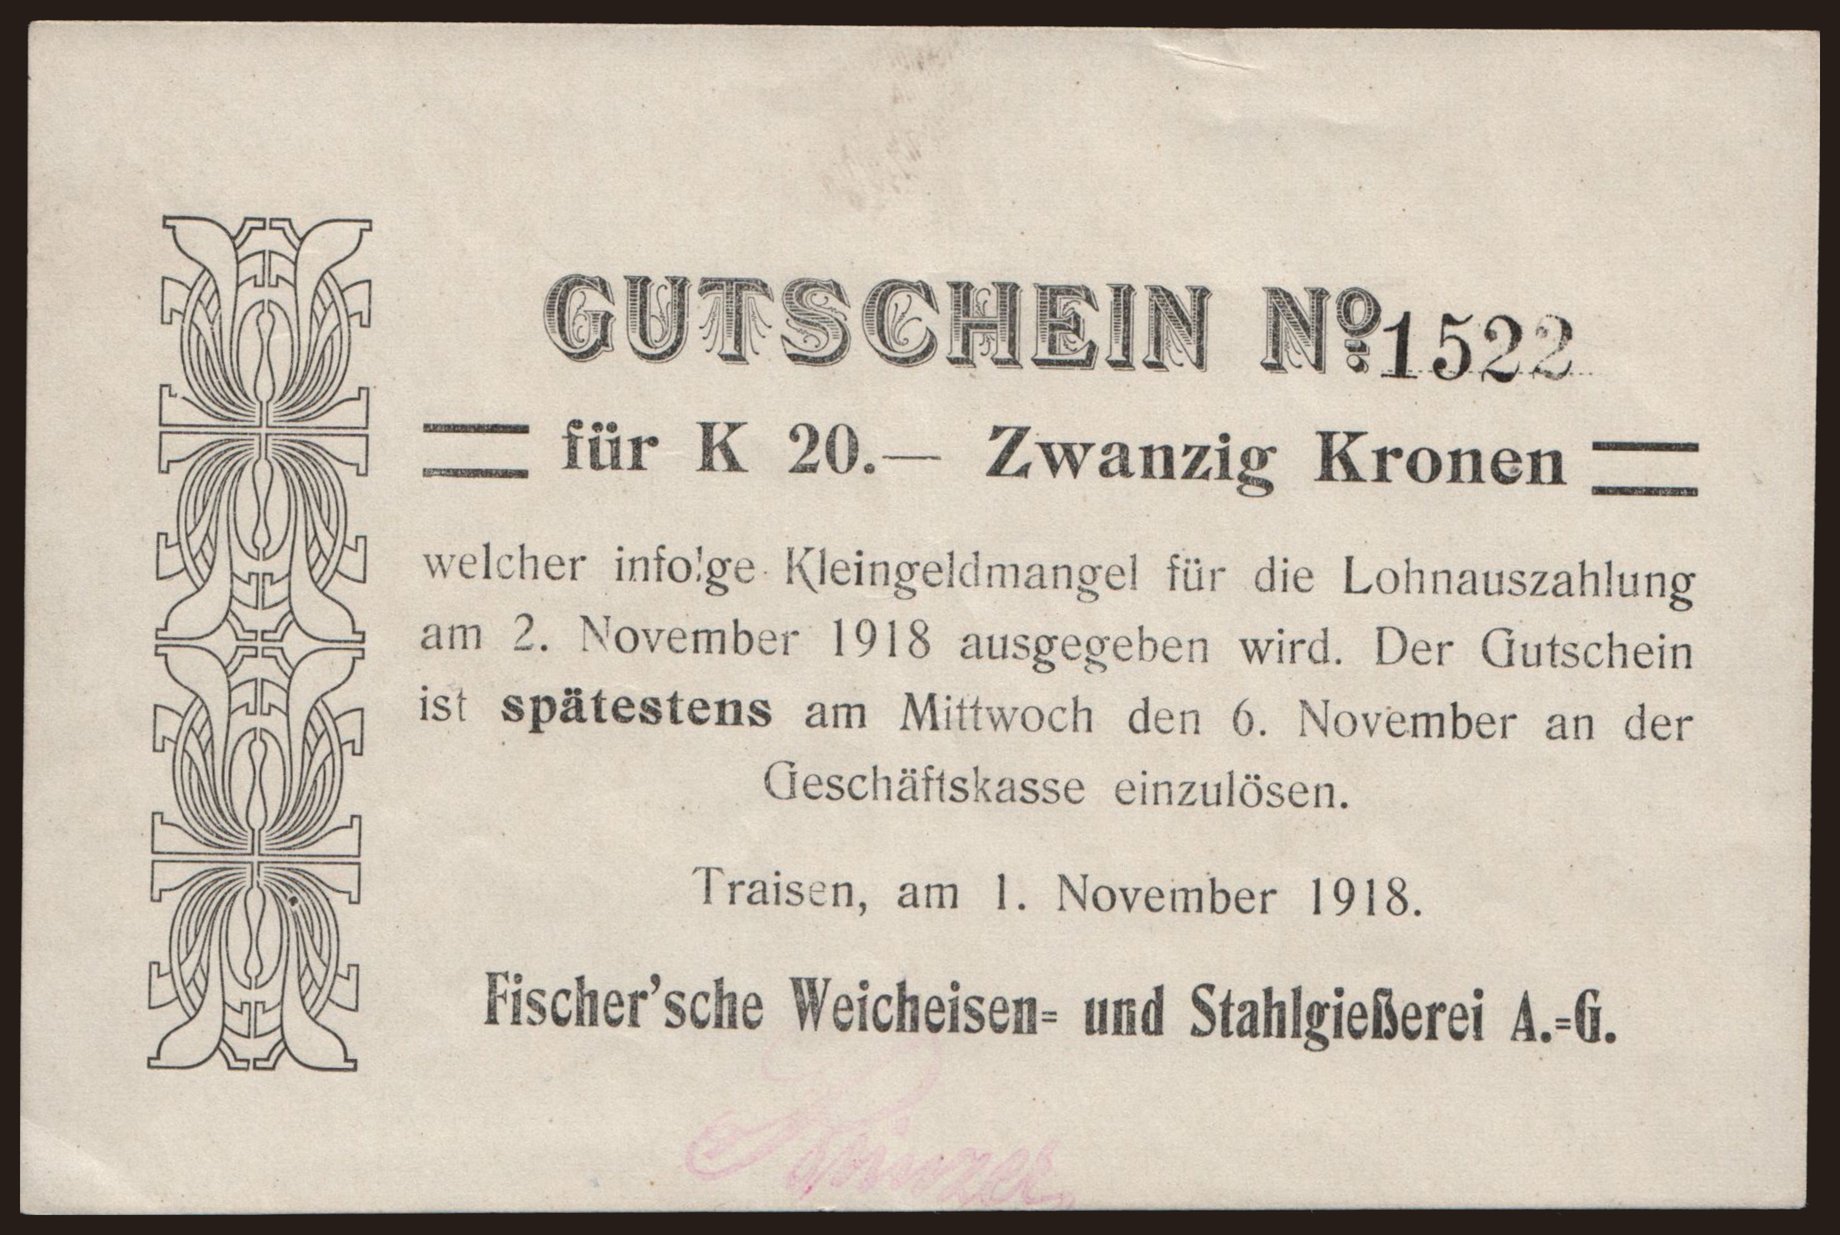 GUTSCHEIN No. 1522
für K 20.— Zwanzig Kronen
welcher infolge Kleingeldmangel für die Lohnauszahlung
am 2. November 1918 ausgegeben wird. Der Gutschein
ist spätestens am Mittwoch den 6. November an der
Geschäftskasse einzulösen.
Traisen, am 1. November 1918.
Fischer'sche Weicheisen- und Stahlgießerei A.-G.